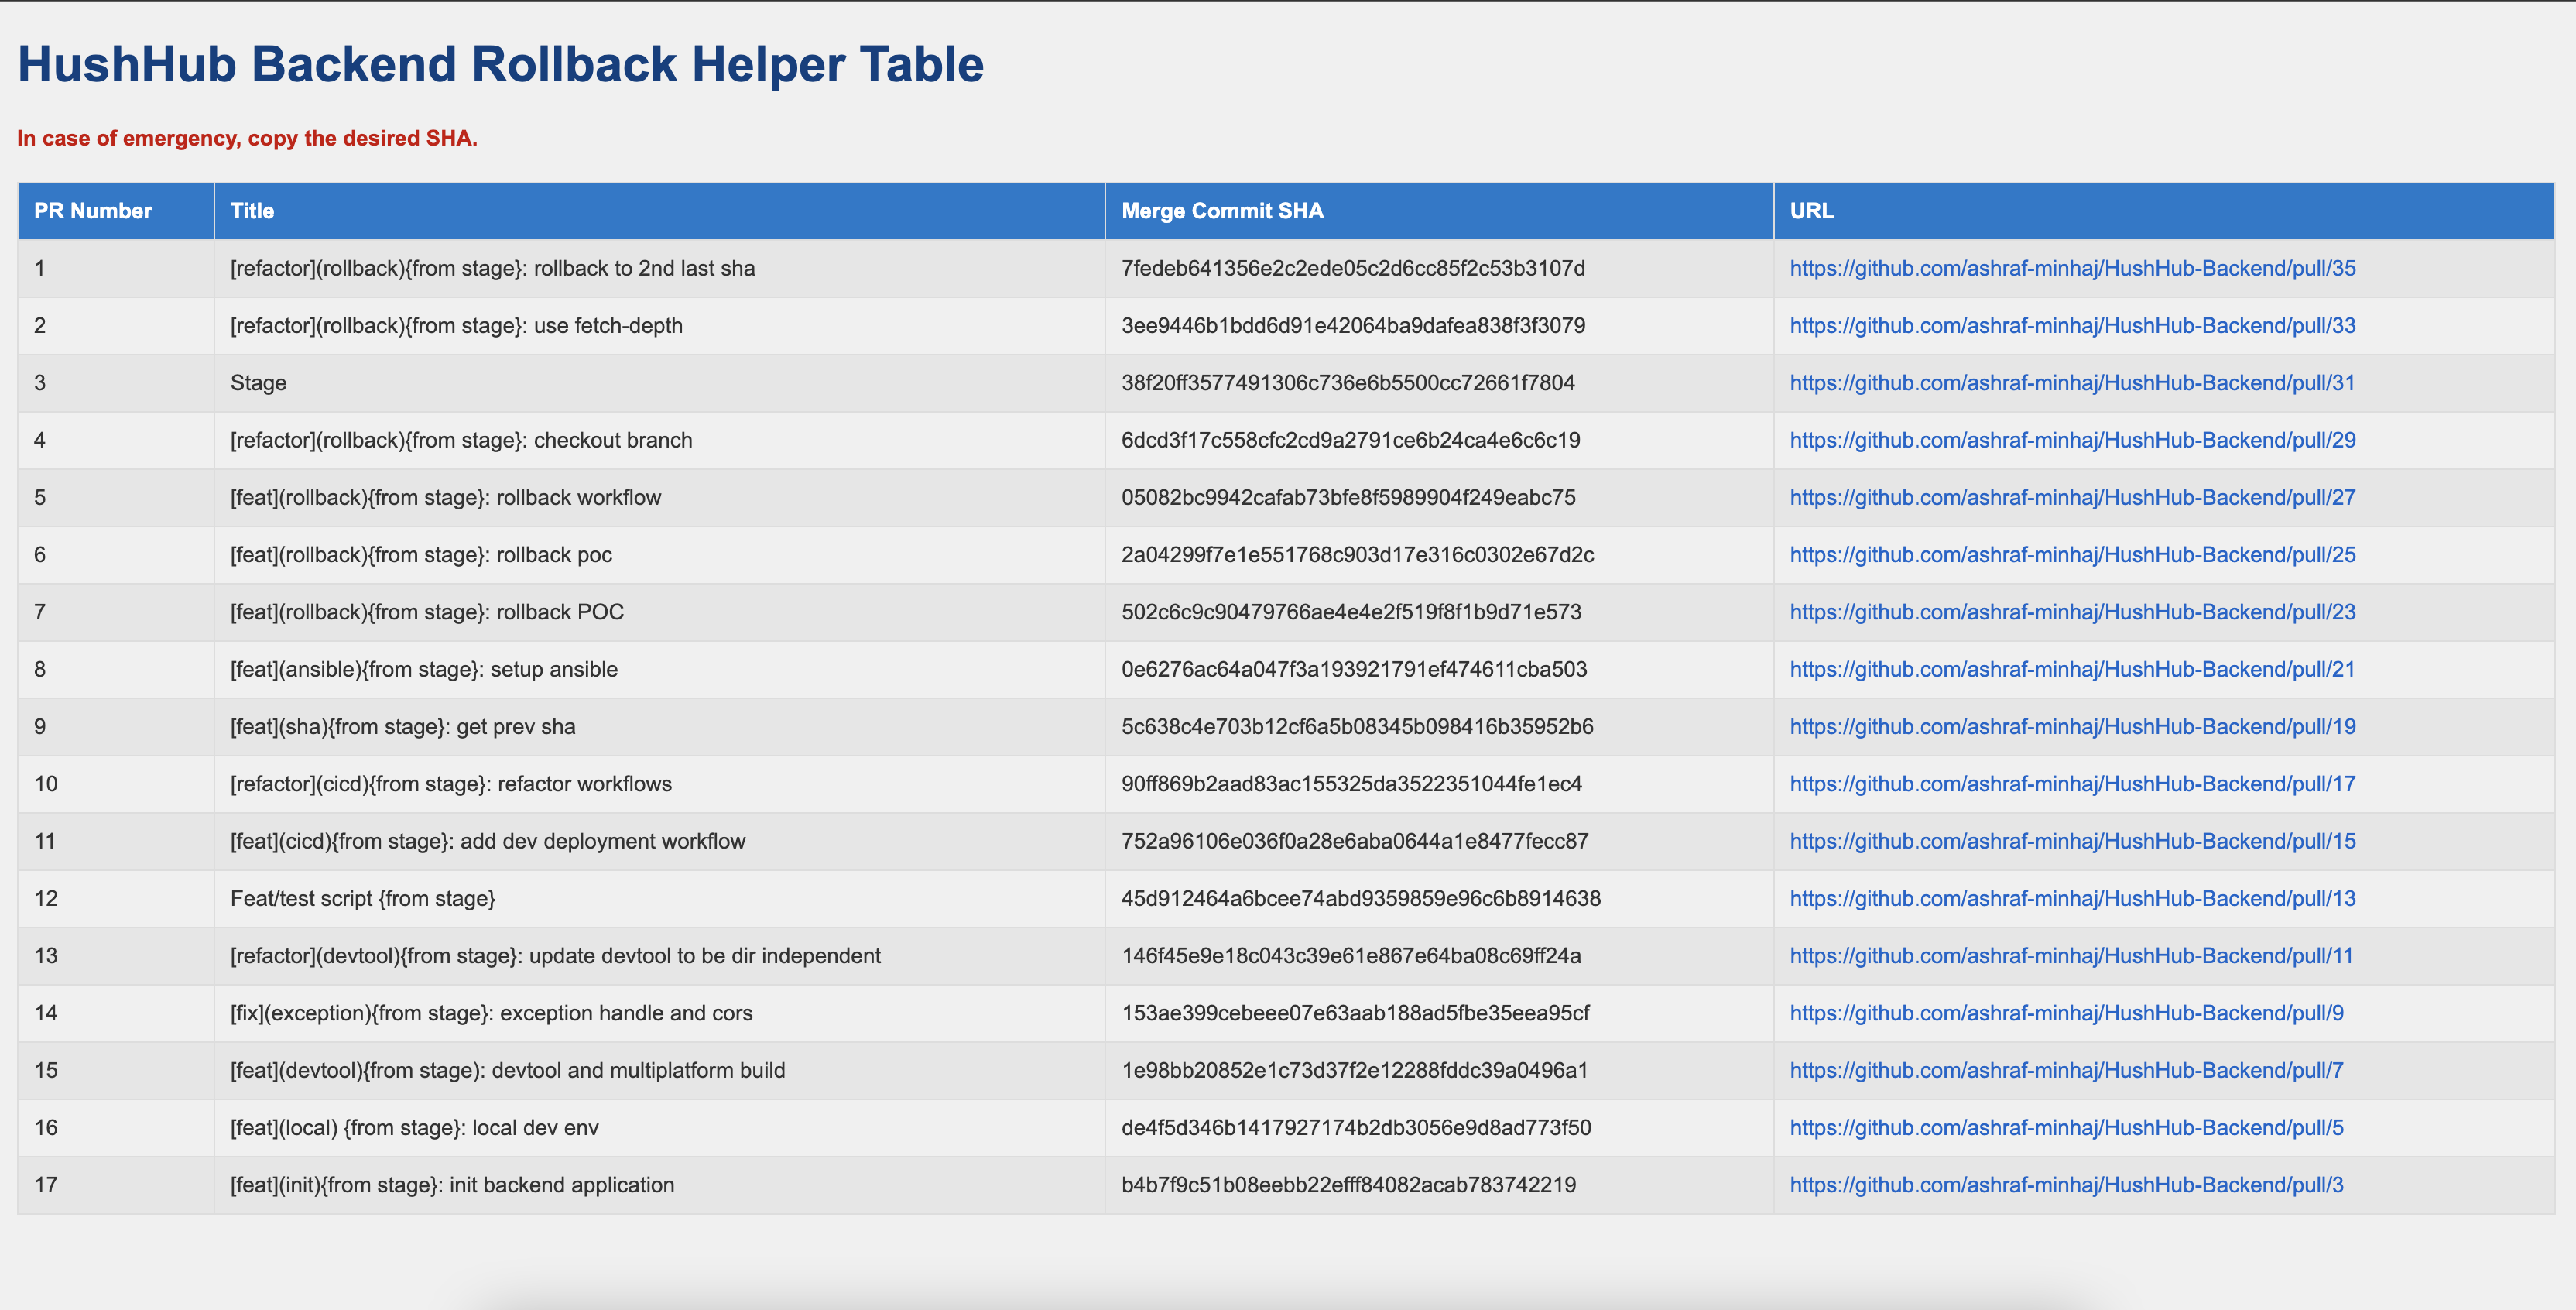 HushHub Backend Rollback Helper Table
In case of emergency, copy the desired SHA.
PR Number Title Merge Commit SHA URL
1 [refactor](rollback){from stage}: rollback to 2nd last sha 7fedeb641356e2c2ede05c2d6cc85f2c53b3107d https://github.com/ashraf-minhaj/HushHub-Backend/pull/35
2 [refactor](rollback){from stage}: use fetch-depth 3ee9446b1bdd6d91e42064ba9dafea838f3f3079 https://github.com/ashraf-minhaj/HushHub-Backend/pull/33
3 Stage 38f20ff3577491306c736e6b5500cc72661f7804 https://github.com/ashraf-minhaj/HushHub-Backend/pull/31
4 [refactor](rollback){from stage}: checkout branch 6dcd3f17c558cfc2cd9a2791ce6b24ca4e6c6c19 https://github.com/ashraf-minhaj/HushHub-Backend/pull/29
5 [feat](rollback){from stage}: rollback workflow 05082bc9942cafab73bfe8f5989904f249eabc75 https://github.com/ashraf-minhaj/HushHub-Backend/pull/27
6 [feat](rollback){from stage}: rollback poc 2a04299f7e1e551768c903d17e316c0302e67d2c https://github.com/ashraf-minhaj/HushHub-Backend/pull/25
7 [feat](rollback){from stage}: rollback POC 502c6c9c90479766ae4e4e2f519f8f1b9d71e573 https://github.com/ashraf-minhaj/HushHub-Backend/pull/23
8 [feat](ansible){from stage}: setup ansible 0e6276ac64a047f3a193921791ef474611cba503 https://github.com/ashraf-minhaj/HushHub-Backend/pull/21
9 [feat](sha){from stage}: get prev sha 5c638c4e703b12cf6a5b08345b098416b35952b6 https://github.com/ashraf-minhaj/HushHub-Backend/pull/19
10 [refactor](cicd){from stage}: refactor workflows 90ff869b2aad83ac155325da3522351044fe1ec4 https://github.com/ashraf-minhaj/HushHub-Backend/pull/17
11 [feat](cicd){from stage}: add dev deployment workflow 752a96106e036f0a28e6aba0644a1e8477fecc87 https://github.com/ashraf-minhaj/HushHub-Backend/pull/15
12 Feat/test script {from stage} 45d912464a6bcee74abd9359859e96c6b8914638 https://github.com/ashraf-minhaj/HushHub-Backend/pull/13
13 [refactor](devtool){from stage}: update devtool to be dir independent 146f45e9e18c043c39e61e867e64ba08c69ff24a https://github.com/ashraf-minhaj/HushHub-Backend/pull/11
14 [fix](exception){from stage}: exception handle and cors 153ae399cebeee07e63aab188ad5fbe35eea95cf https://github.com/ashraf-minhaj/HushHub-Backend/pull/9
15 [feat](devtool){from stage): devtool and multiplatform build 1e98bb20852e1c73d37f2e12288fddc39a0496a1 https://github.com/ashraf-minhaj/HushHub-Backend/pull/7
16 [feat](local) {from stage}: local dev env de4f5d346b1417927174b2db3056e9d8ad773f50 https://github.com/ashraf-minhaj/HushHub-Backend/pull/5
17 [feat](init){from stage}: init backend application b4b7f9c51b08eebb22efff84082acab783742219 https://github.com/ashraf-minhaj/HushHub-Backend/pull/3